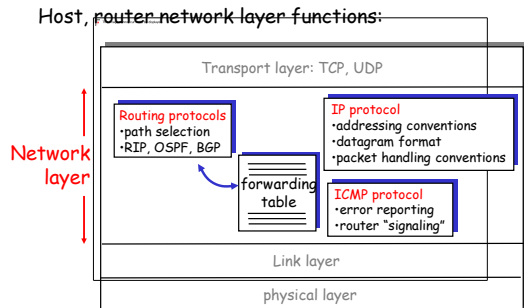 Host, router network layer functions:
Transport layer: TCP, UDP
Network
layer
Routing protocols
•path selection
•RIP, OSPF, BGP
forwarding
table
IP protocol
•addressing conventions
•datagram format
•packet handling conventions
ICMP protocol
•error reporting
•router “signaling”
Link layer
physical layer